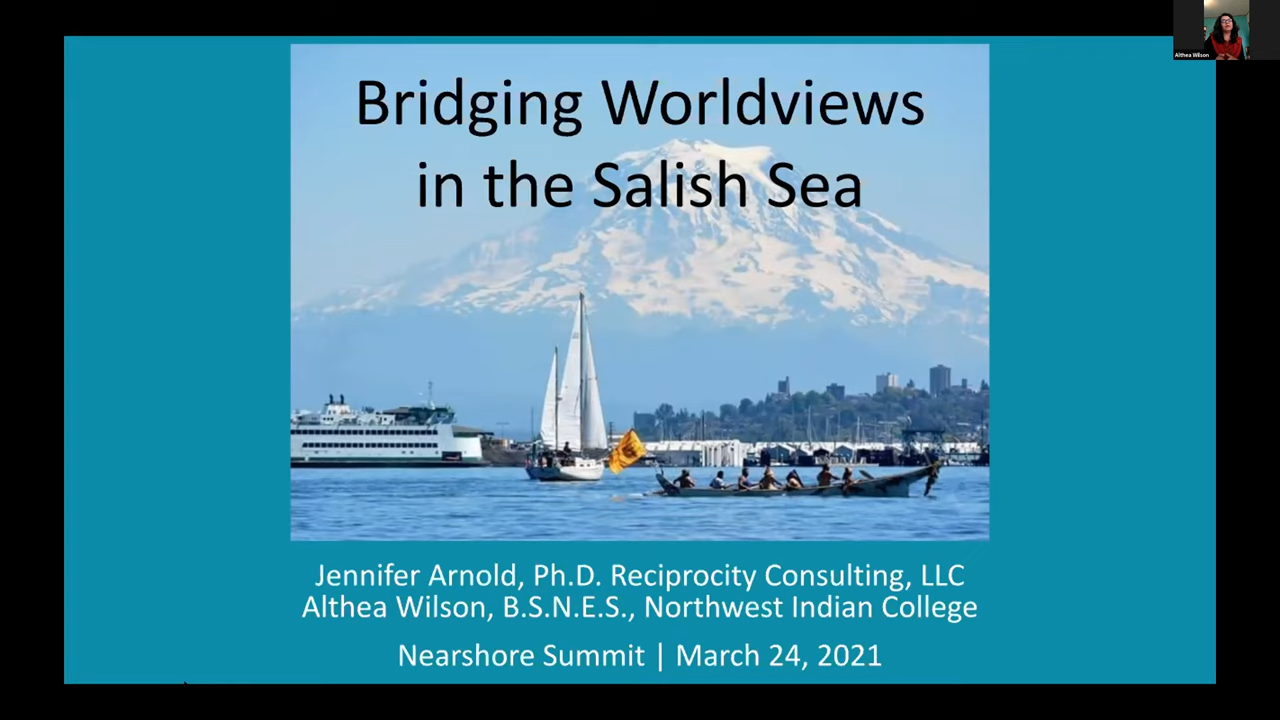 Althea Wilson
Bridging Worldviews
in the Salish Sea
Jennifer Arnold, Ph.D. Reciprocity Consulting, LLC
Althea Wilson, B.S.N.E.S., Northwest Indian College
Nearshore Summit | March 24, 2021